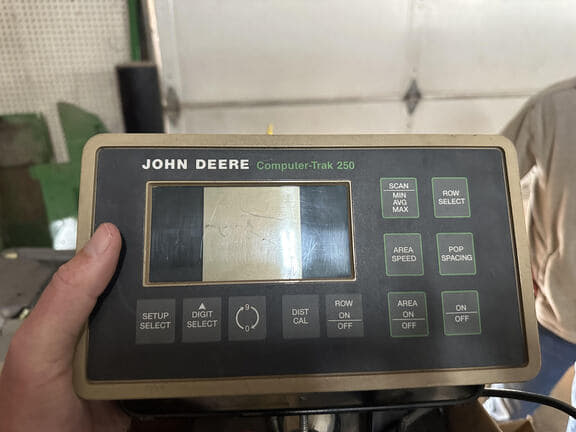 JOHN DEERE Computer-Trak 250
SCAN
MIN
AVG
MAX
ROW
SELECT
AREA
SPEED
POP
SPACING
SETUP
SELECT
DIGIT
SELECT
9
0
DIST
CAL
ROW
ON
OFF
AREA
ON
OFF
ON
OFF